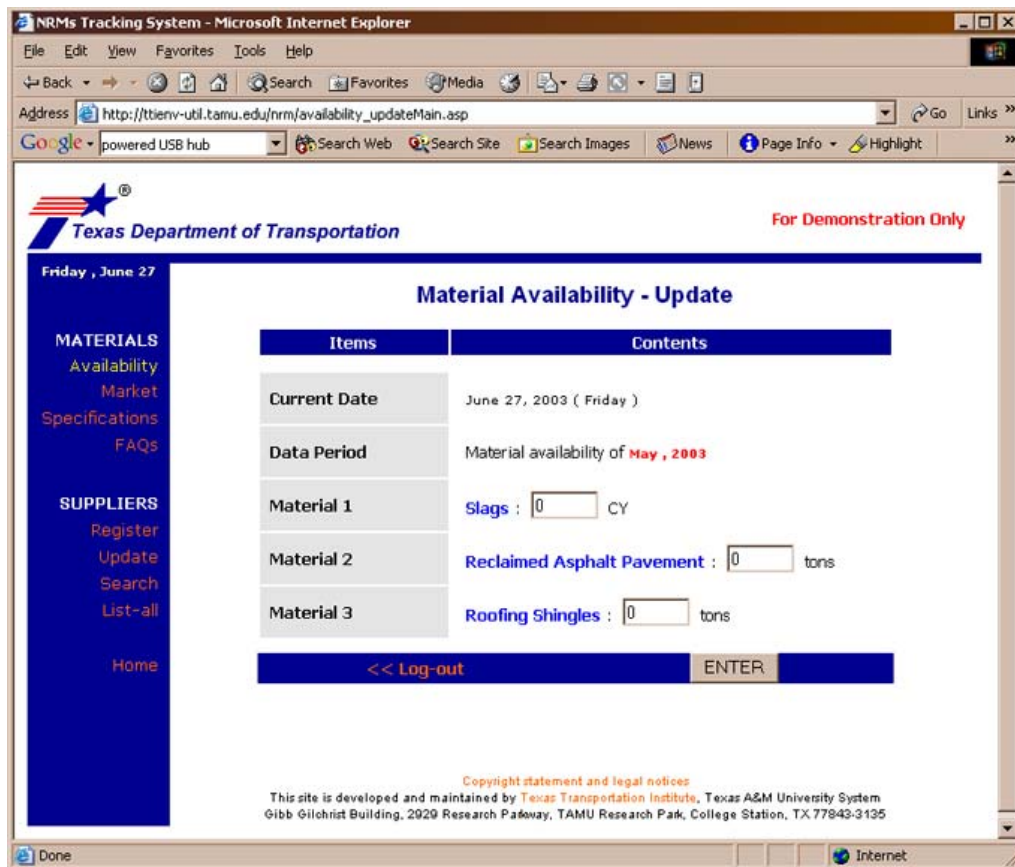 NRMs Tracking System - Microsoft Internet Explorer
File Edit View Favorites Tools Help
Back Search Favorites Media
Address http://ttienv-util.tamu.edu/nrm/availability_updateMain.asp Go Links »
Google powered USB hub Search Web Search Site Search Images News Page Info Highlight »
®
Texas Department of Transportation
For Demonstration Only
Friday , June 27
Material Availability - Update
MATERIALS
Availability
Market
Specifications
FAQs
SUPPLIERS
Register
Update
Search
List-all
Home
Items Contents
Current Date June 27, 2003 ( Friday )
Data Period Material availability of May , 2003
Material 1 Slags : 0 CY
Material 2 Reclaimed Asphalt Pavement : 0 tons
Material 3 Roofing Shingles : 0 tons
<< Log-out ENTER
Copyright statement and legal notices
This site is developed and maintained by Texas Transportation Institute, Texas A&M University System
Gibb Gilchrist Building, 2929 Research Parkway, TAMU Research Park, College Station, TX 77843-3135
Done Internet